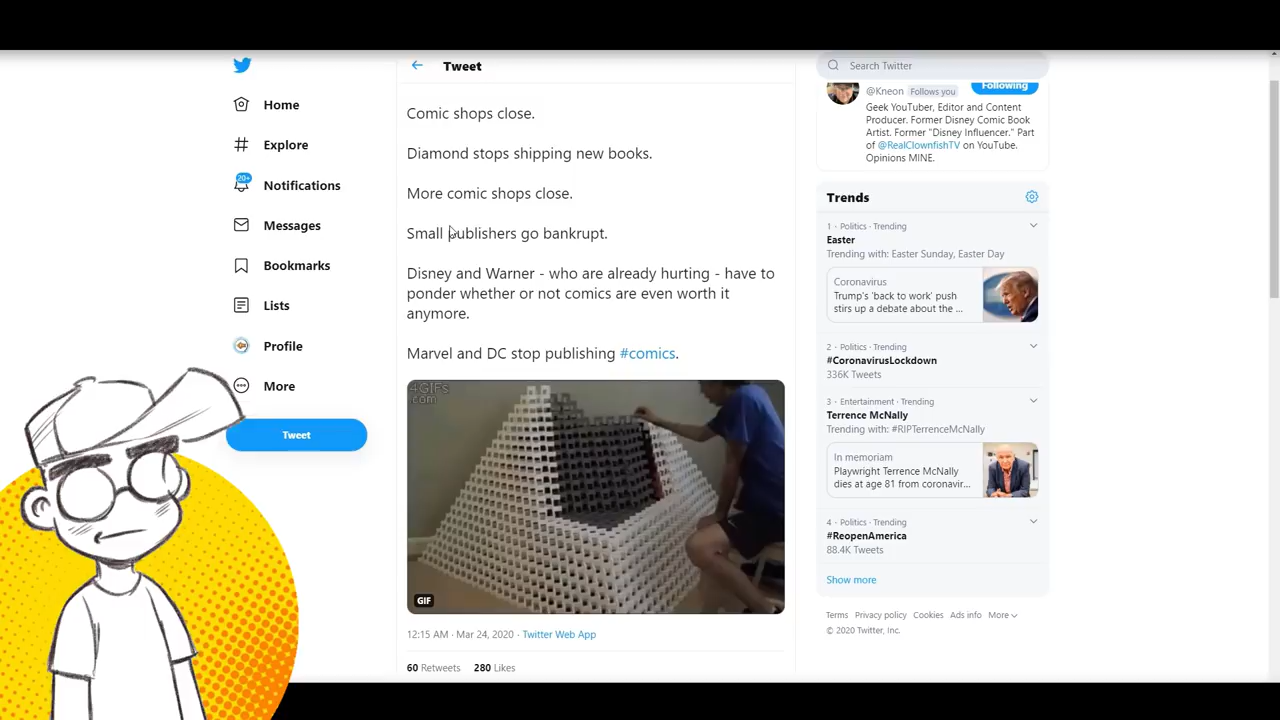 Home
Explore
20+
Notifications
Messages
Bookmarks
Lists
Profile
More
Tweet
Tweet
Comic shops close.
Diamond stops shipping new books.
More comic shops close.
Small publishers go bankrupt.
Disney and Warner - who are already hurting - have to
ponder whether or not comics are even worth it
anymore.
Marvel and DC stop publishing #comics.
4GIFs
.com
GIF
12:15 AM · Mar 24, 2020 · Twitter Web App
60 Retweets 280 Likes
Search Twitter
@Kneon Follows you
Following
Geek YouTuber, Editor and Content
Producer. Former Disney Comic Book
Artist. Former "Disney Influencer." Part
of @RealClownfishTV on YouTube.
Opinions MINE.
Trends
1 · Politics · Trending
Easter
Trending with: Easter Sunday, Easter Day
Coronavirus
Trump's 'back to work' push
stirs up a debate about the ...
2 · Politics · Trending
#CoronavirusLockdown
336K Tweets
3 · Entertainment · Trending
Terrence McNally
Trending with: #RIPTerrenceMcNally
In memoriam
Playwright Terrence McNally
dies at age 81 from coronavir...
4 · Politics · Trending
#ReopenAmerica
88.4K Tweets
Show more
Terms Privacy policy Cookies Ads info More
© 2020 Twitter, Inc.